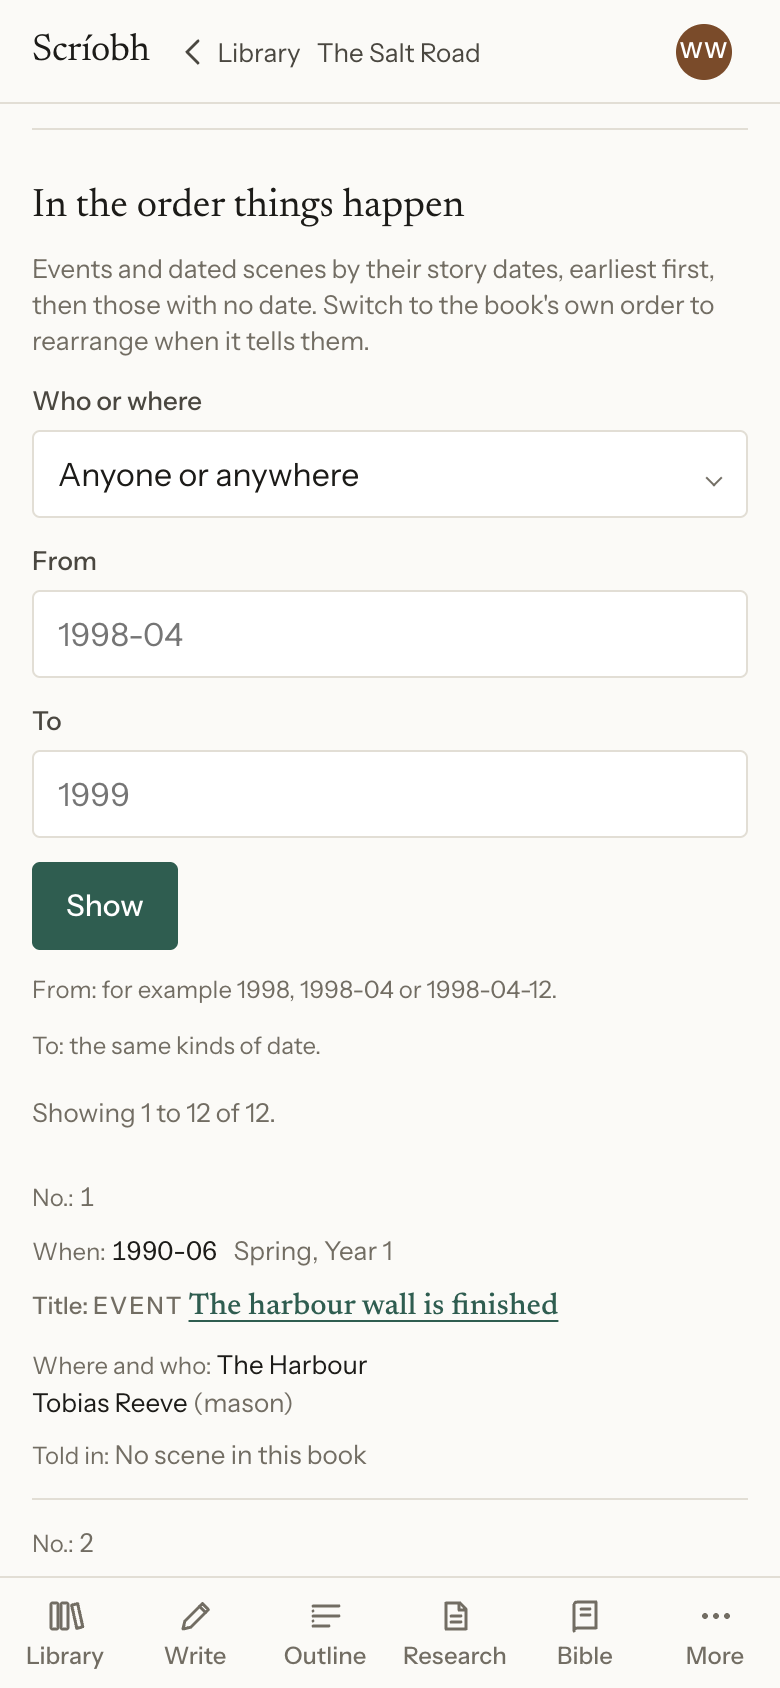 Scríobh
Library The Salt Road
WW
In the order things happen
Events and dated scenes by their story dates, earliest first,
then those with no date. Switch to the book's own order to
rearrange when it tells them.
Who or where
Anyone or anywhere
From
1998-04
To
1999
Show
From: for example 1998, 1998-04 or 1998-04-12.
To: the same kinds of date.
Showing 1 to 12 of 12.
No.: 1
When: 1990-06 Spring, Year 1
Title: EVENT The harbour wall is finished
Where and who: The Harbour
Tobias Reeve (mason)
Told in: No scene in this book
No.: 2
Library Write Outline Research Bible More